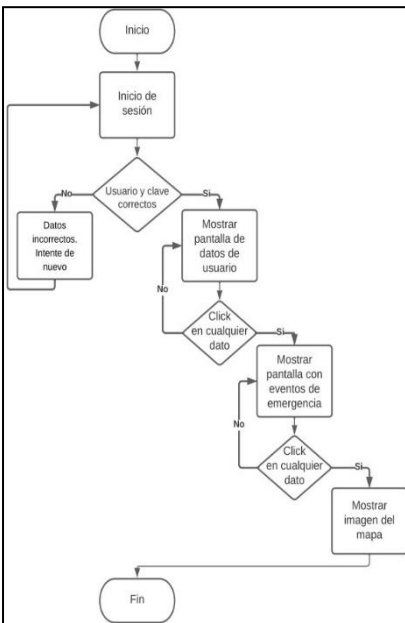 Inicio
Inicio de
sesión
Usuario y clave
correctos
No
Si
Datos
incorrectos.
Intente de
nuevo
Mostrar
pantalla de
datos de
usuario
No
Click
en cualquier
dato
Si
Mostrar
pantalla con
eventos de
emergencia
No
Click
en cualquier
dato
Si
Mostrar
imagen del
mapa
Fin